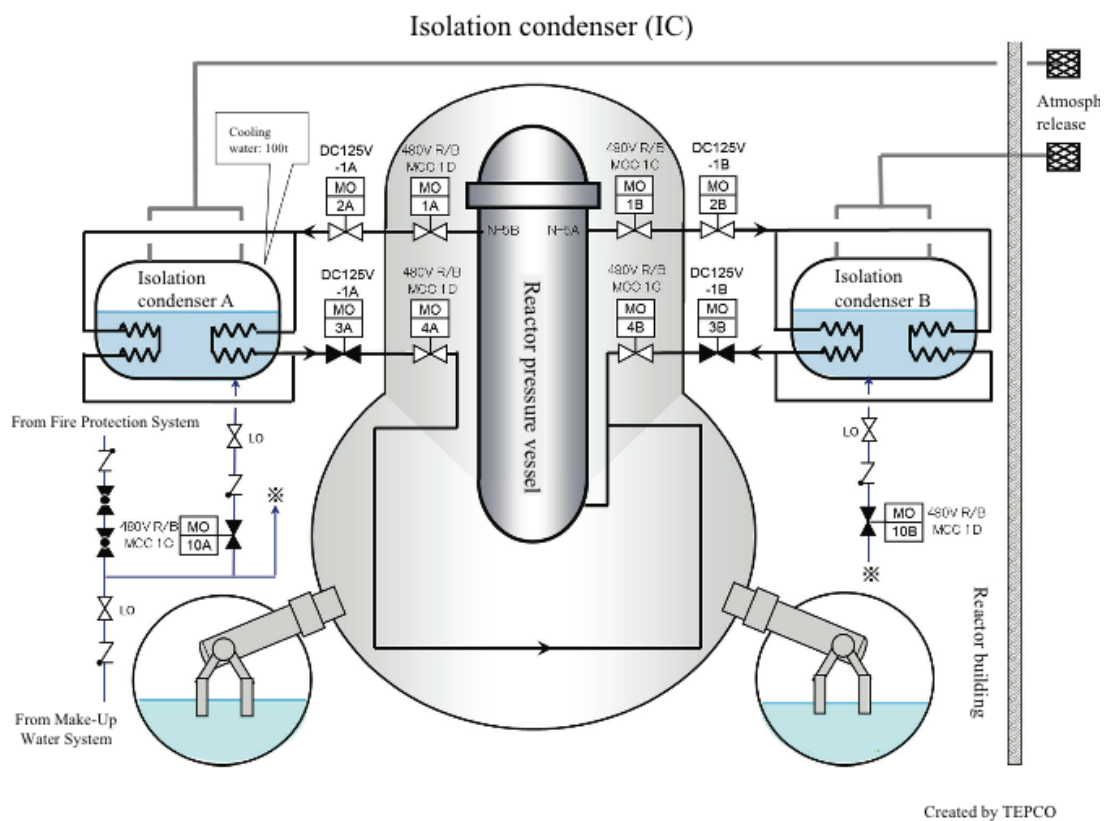 Isolation condenser (IC)
Atmosph
release
Cooling
water: 100t
DC125V
-1A
MO
2A
480V R/B
MCC 1D
MO
1A
480V R/B
MCC 1C
MO
1B
DC125V
-1B
MO
2B
N-5B
N-5A
Isolation
condenser A
DC125V
-1A
MO
3A
480V R/B
MCC 1D
MO
4A
Reactor pressure vessel
480V R/B
MCC 1C
MO
4B
DC125V
-1B
MO
3B
Isolation
condenser B
From Fire Protection System
LO
LO
※
480V R/B
MCC 1C
MO
10A
MO
10B
480V R/B
MCC 1D
※
LO
Reactor building
From Make-Up
Water System
Created by TEPCO